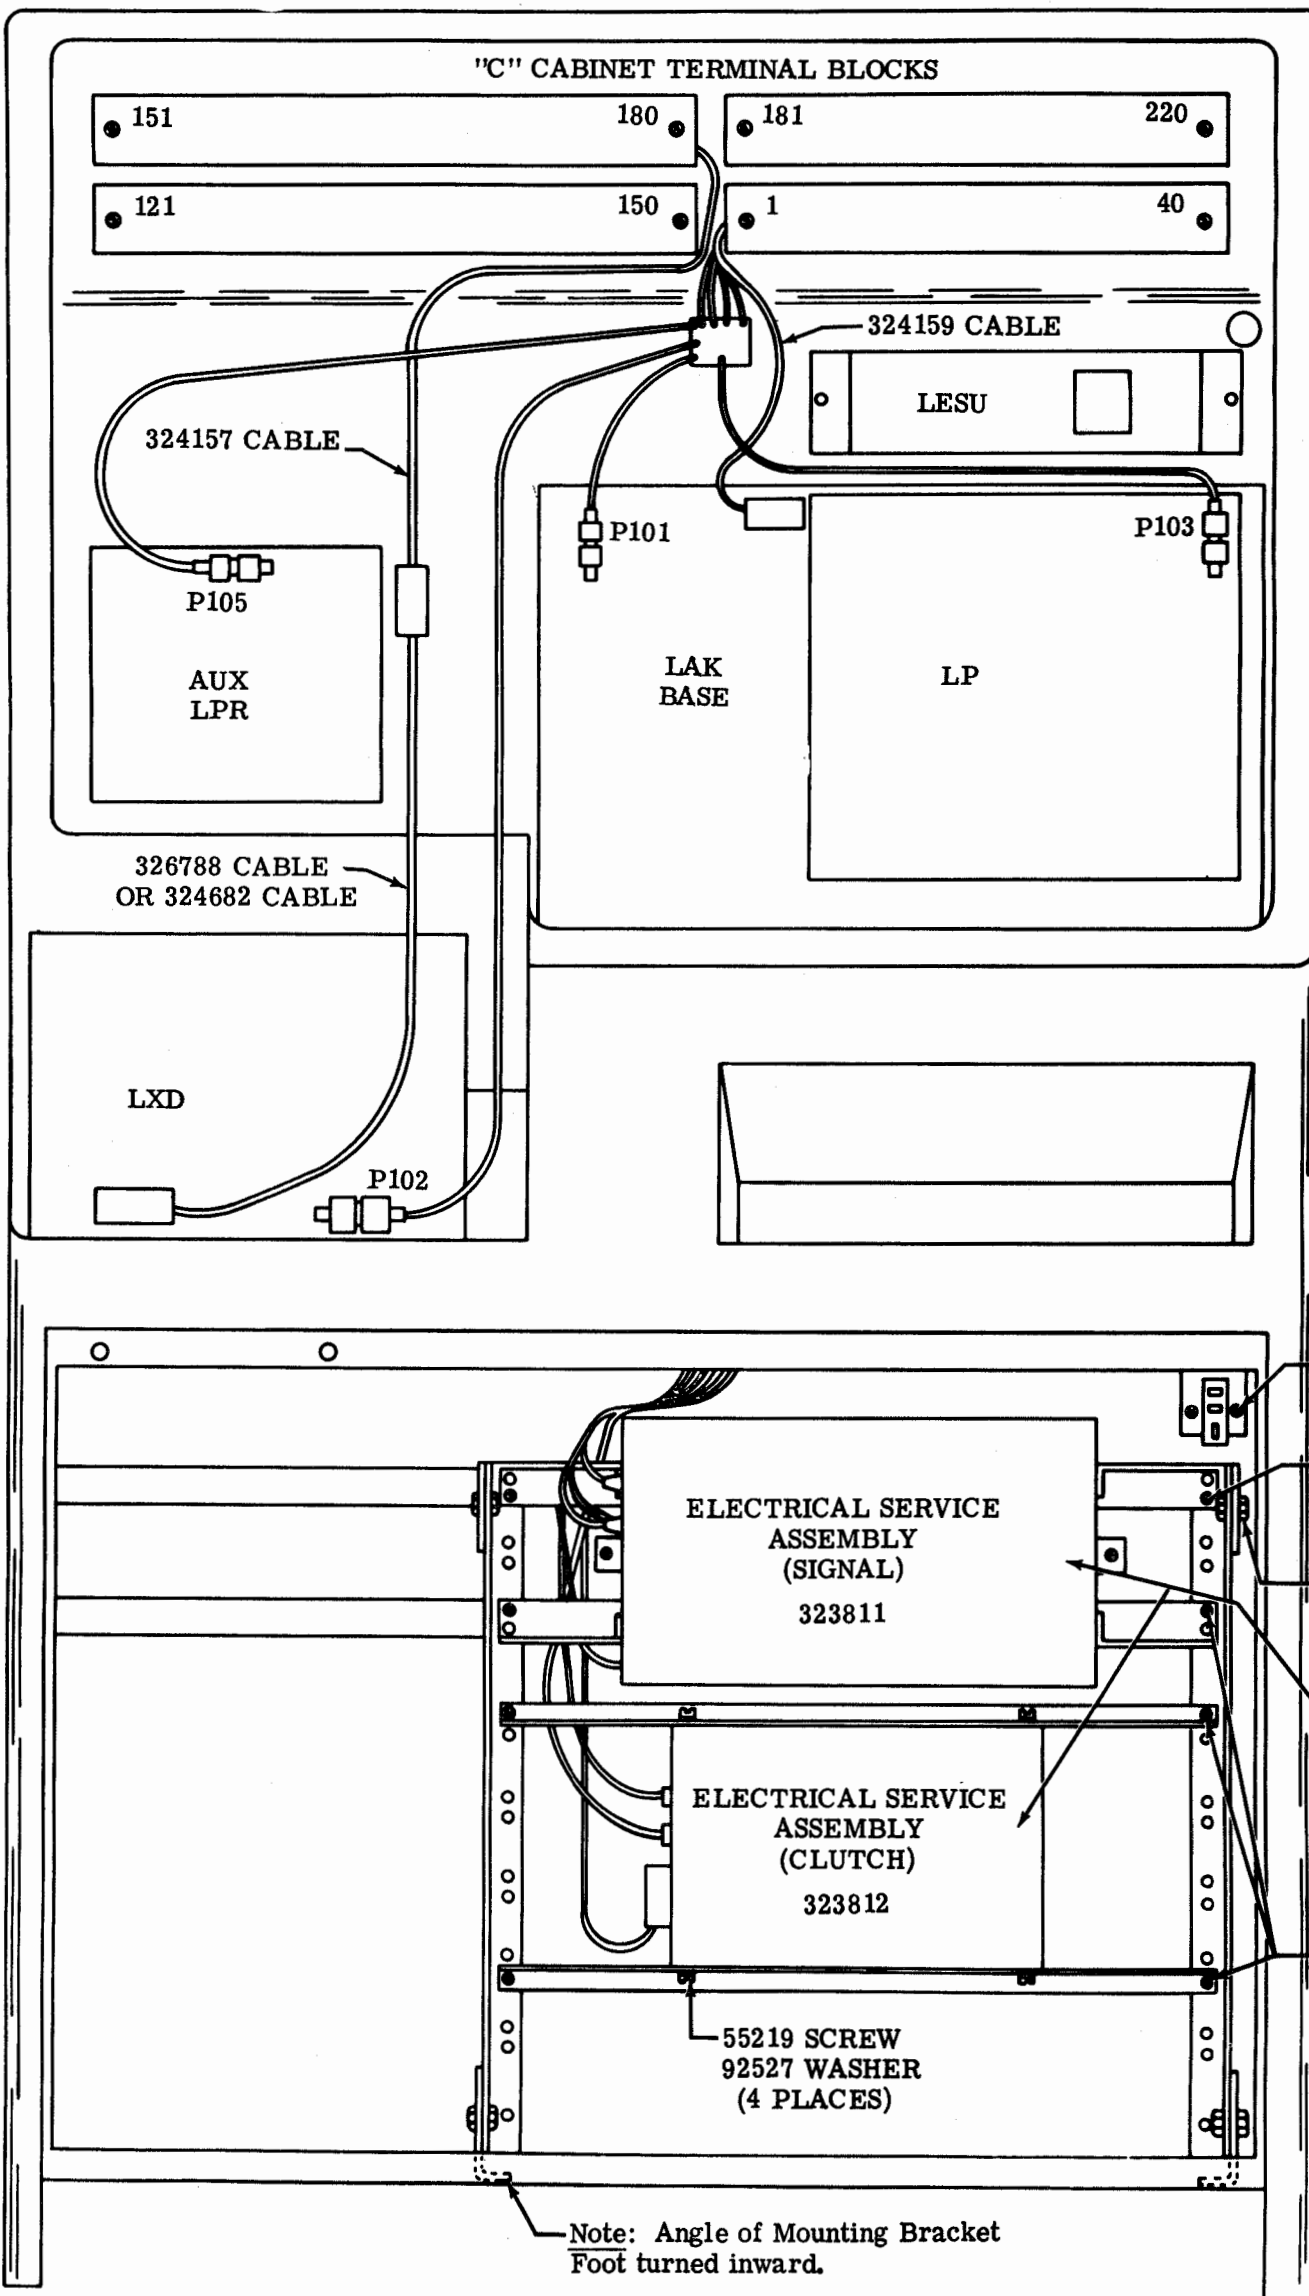 "C" CABINET TERMINAL BLOCKS
151 180 181 220
121 150 1 40
324159 CABLE
LESU
324157 CABLE
P101
P103
P105
AUX
LPR
LAK
BASE
LP
326788 CABLE
OR 324682 CABLE
LXD
P102
ELECTRICAL SERVICE
ASSEMBLY
(SIGNAL)
323811
ELECTRICAL SERVICE
ASSEMBLY
(CLUTCH)
323812
55219 SCREW
92527 WASHER
(4 PLACES)
Note: Angle of Mounting Bracket
Foot turned inward.